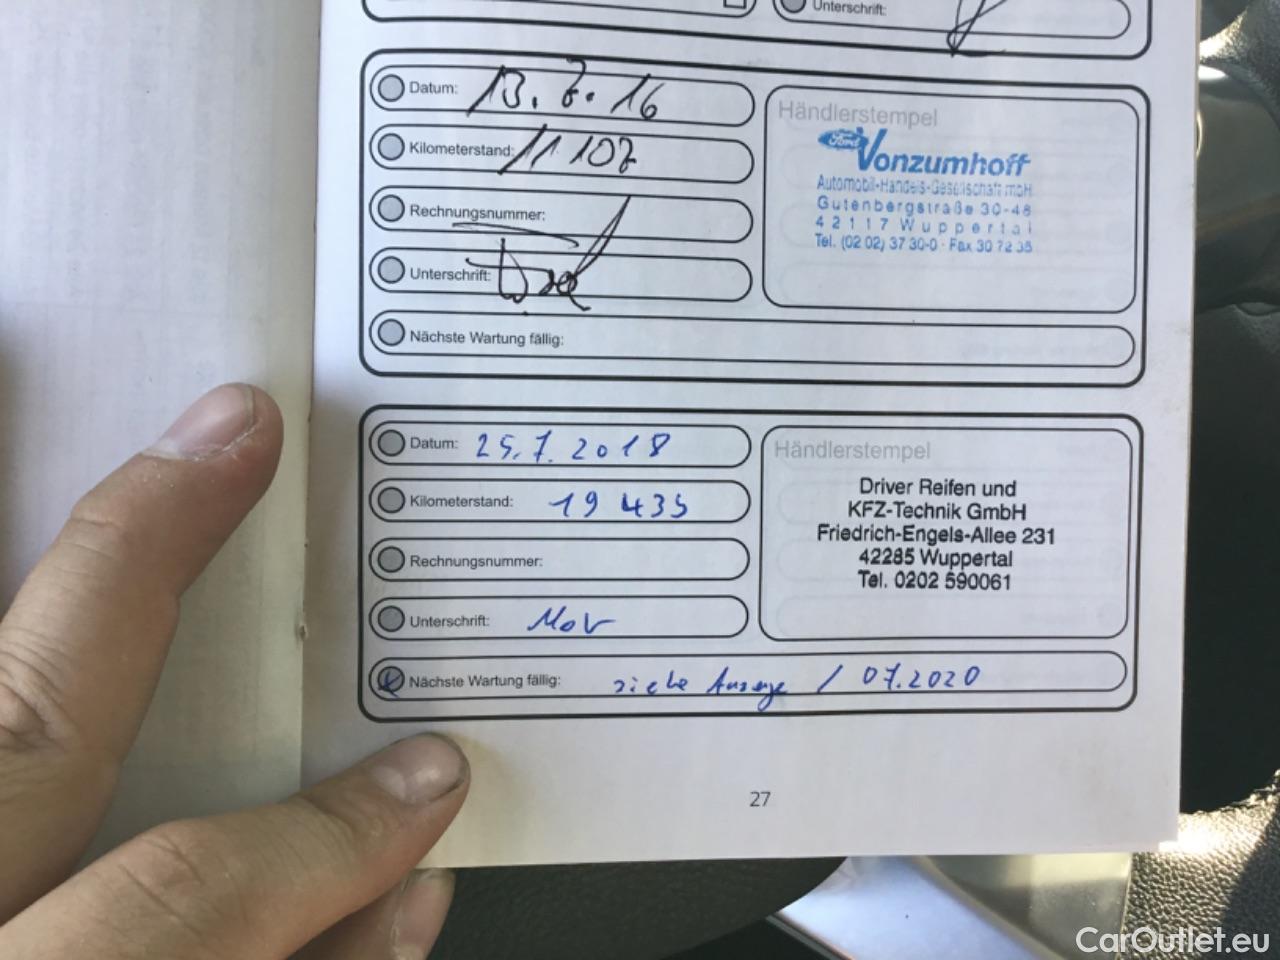 Unterschrift:
Datum: 13.7.16
Kilometerstand: 11 107
Rechnungsnummer:
Unterschrift:
Nächste Wartung fällig:
Händlerstempel
Ford
Vonzumhoff
Automobil-Handels-Gesellschaft mbH
Gutenbergstraße 30-48
42117 Wuppertal
Tel. (02 02) 37 30-0 · Fax 30 72 35
Datum: 25.7.2018
Kilometerstand: 19 435
Rechnungsnummer:
Unterschrift:
Nächste Wartung fällig: siehe Anzeige / 07.2020
Händlerstempel
Driver Reifen und
KFZ-Technik GmbH
Friedrich-Engels-Allee 231
42285 Wuppertal
Tel. 0202 590061
27
CarOutlet.eu